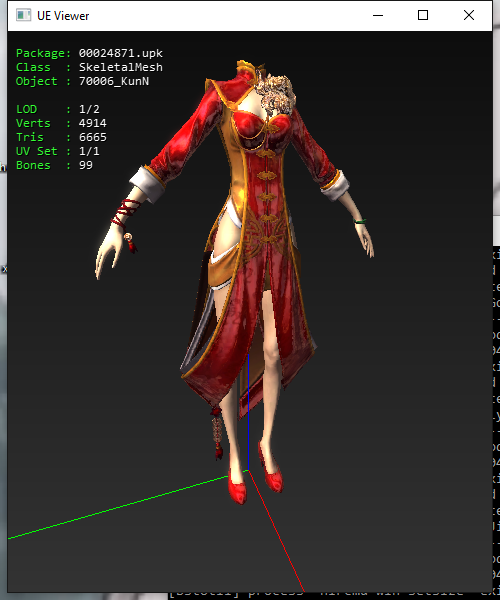 UE Viewer
Package: 00024871.upk
Class : SkeletalMesh
Object : 70006_KunN
LOD : 1/2
Verts : 4914
Tris : 6665
UV Set : 1/1
Bones : 99